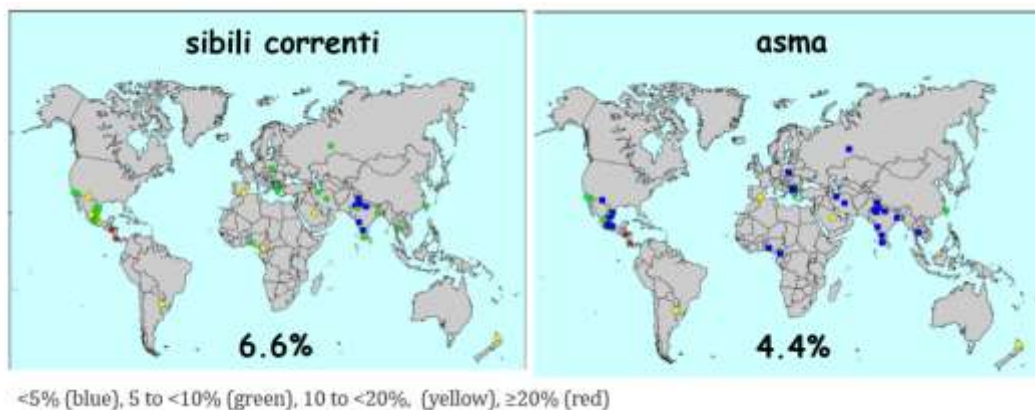 sibili correnti
asma
6.6%
4.4%
<5% (blue), 5 to <10% (green), 10 to <20%, (yellow), ≥20% (red)